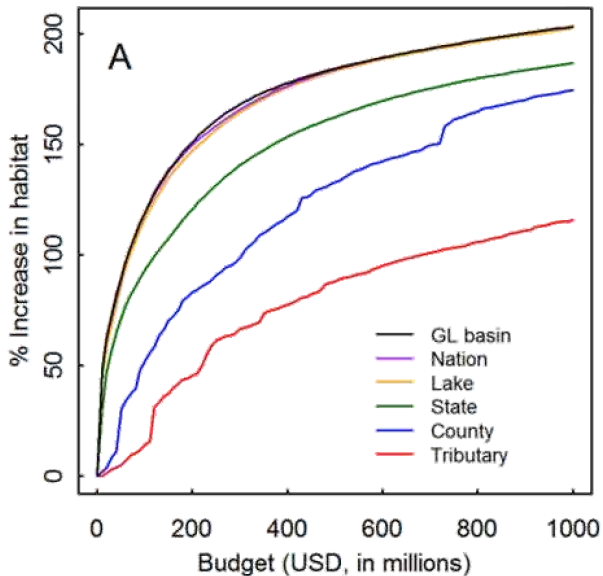 A
% Increase in habitat
200
150
100
50
0
GL basin
Nation
Lake
State
County
Tributary
0 200 400 600 800 1000
Budget (USD, in millions)